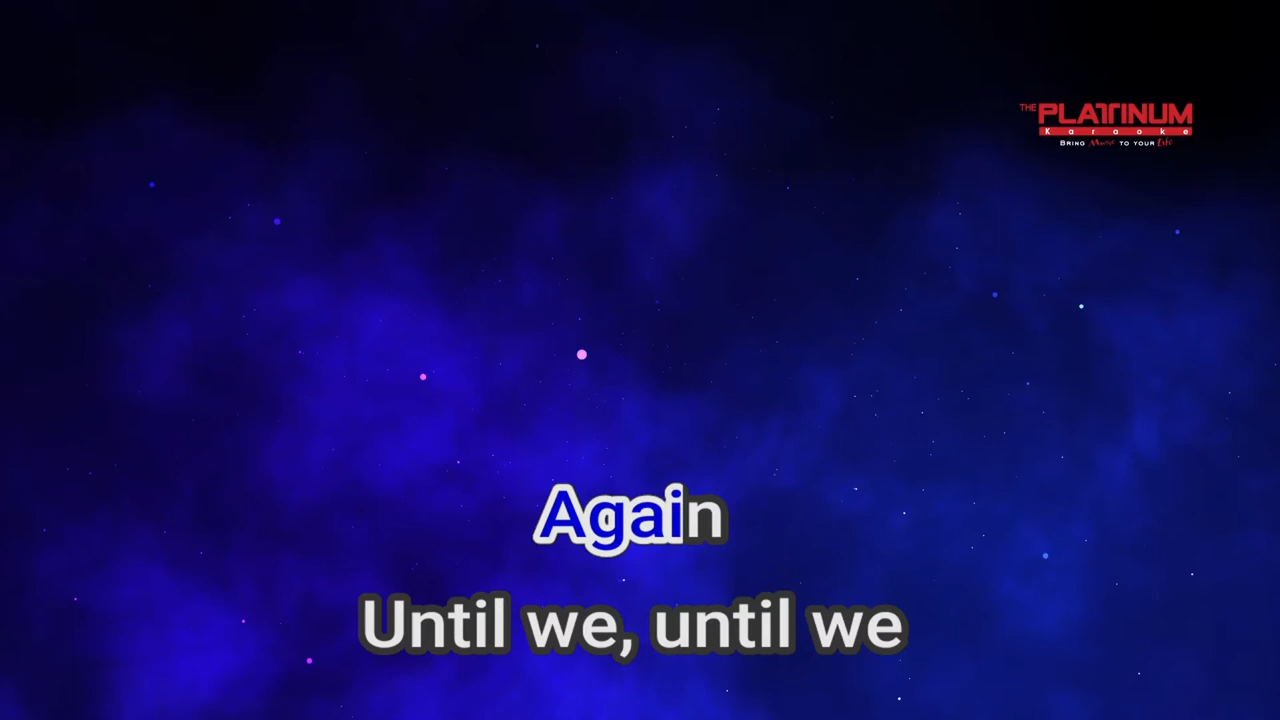 THE PLATINUM
Karaoke
BRING Music TO YOUR Life
Again
Until we, until we